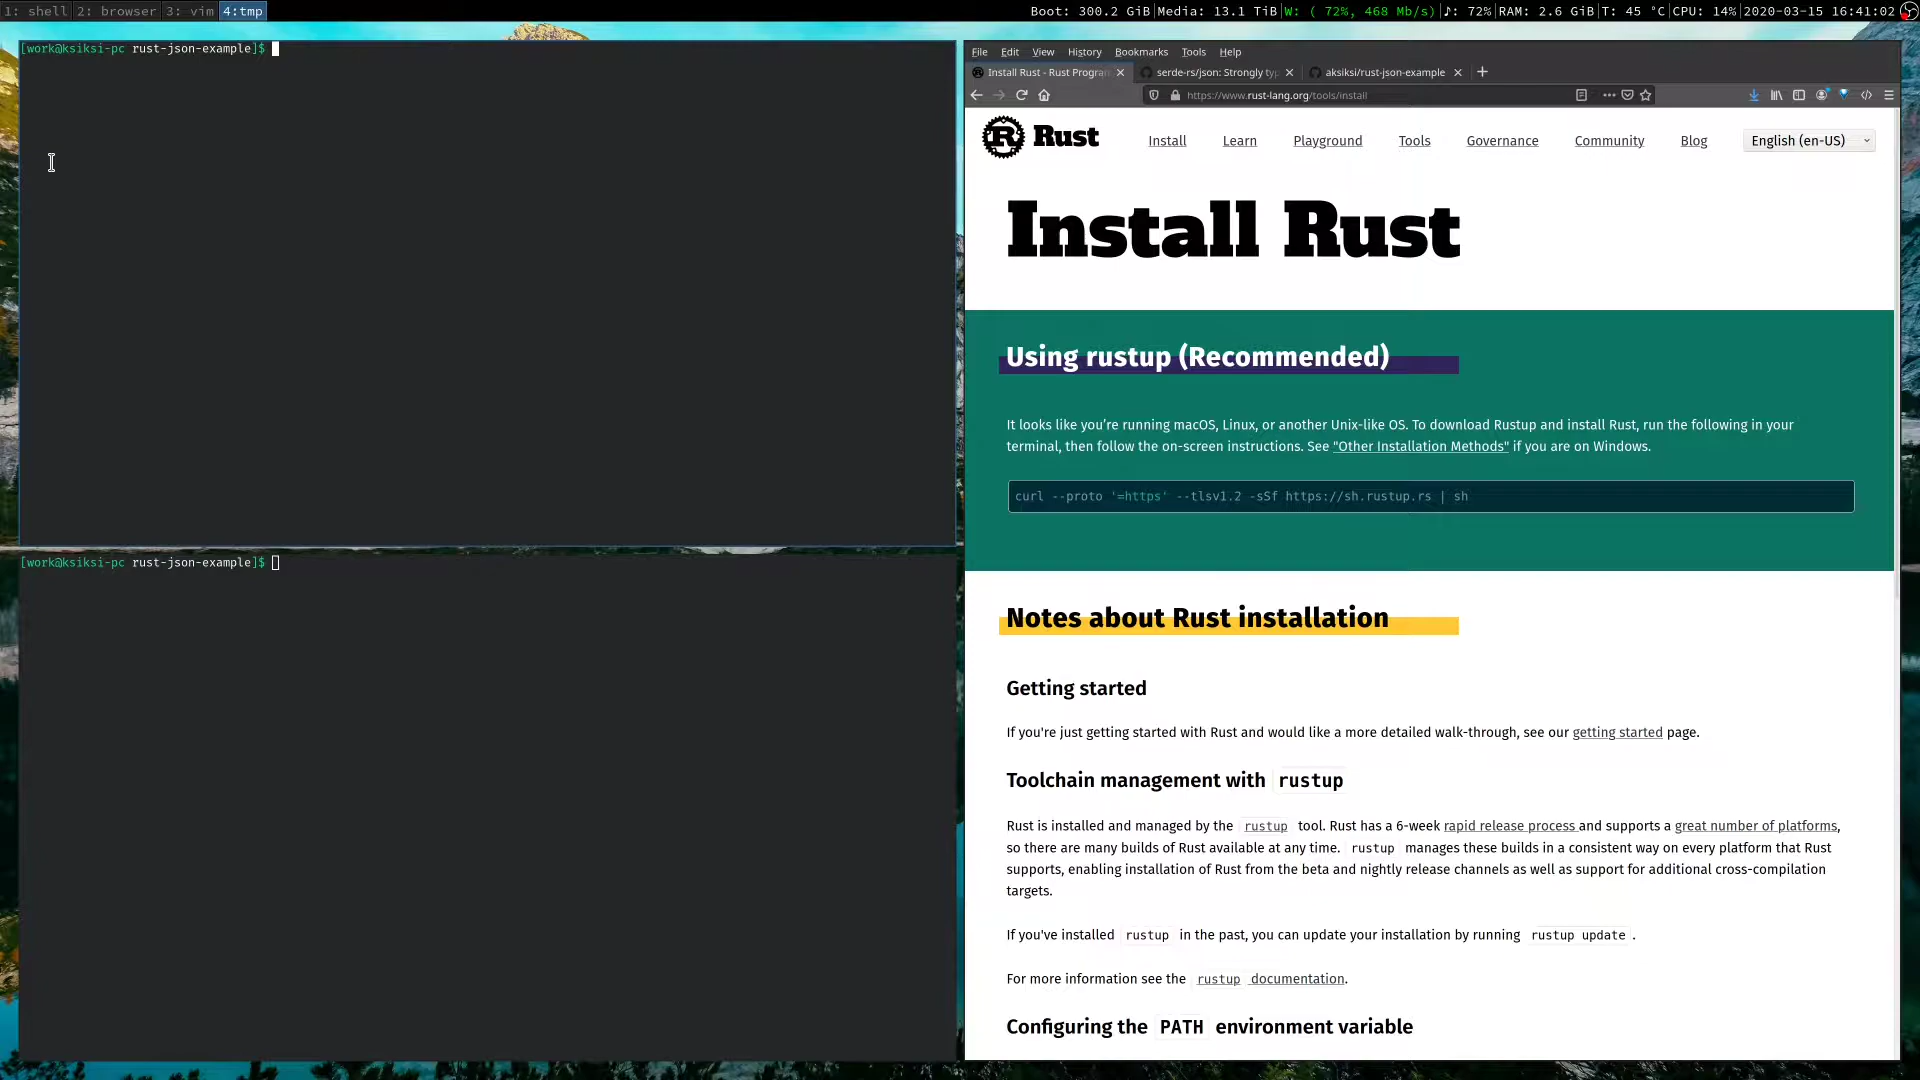 1: shell 2: browser 3: vim 4:tmp
Boot: 300.2 GiB|Media: 13.1 TiB|W: ( 72%, 468 Mb/s)|♪: 72%|RAM: 2.6 GiB|T: 45 °C|CPU: 14%|2020-03-15 16:41:02
[work@ksiksi-pc rust-json-example]$
[work@ksiksi-pc rust-json-example]$
File Edit View History Bookmarks Tools Help
Install Rust - Rust Program serde-rs/json: Strongly typ aksiksi/rust-json-example
https://www.rust-lang.org/tools/install
Rust Install Learn Playground Tools Governance Community Blog English (en-US)
Install Rust
Using rustup (Recommended)
It looks like you’re running macOS, Linux, or another Unix-like OS. To download Rustup and install Rust, run the following in your
terminal, then follow the on-screen instructions. See "Other Installation Methods" if you are on Windows.
curl --proto '=https' --tlsv1.2 -sSf https://sh.rustup.rs | sh
Notes about Rust installation
Getting started
If you're just getting started with Rust and would like a more detailed walk-through, see our getting started page.
Toolchain management with rustup
Rust is installed and managed by the rustup tool. Rust has a 6-week rapid release process and supports a great number of platforms,
so there are many builds of Rust available at any time. rustup manages these builds in a consistent way on every platform that Rust
supports, enabling installation of Rust from the beta and nightly release channels as well as support for additional cross-compilation
targets.
If you've installed rustup in the past, you can update your installation by running rustup update .
For more information see the rustup documentation.
Configuring the PATH environment variable